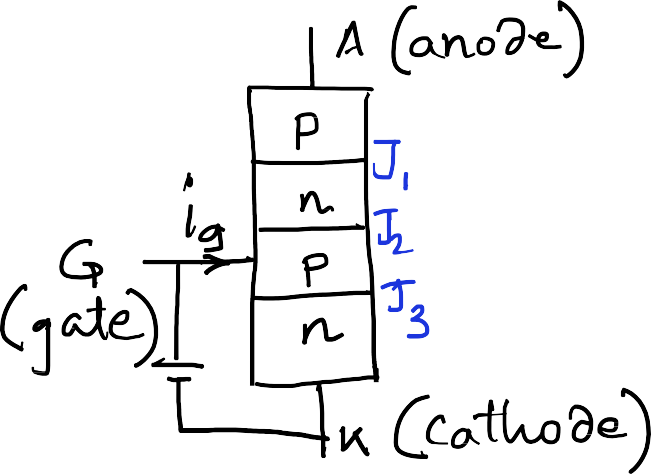 A (anode)
P
J1
n
ig
J2
G
P
(gate)
J3
n
K (cathode)